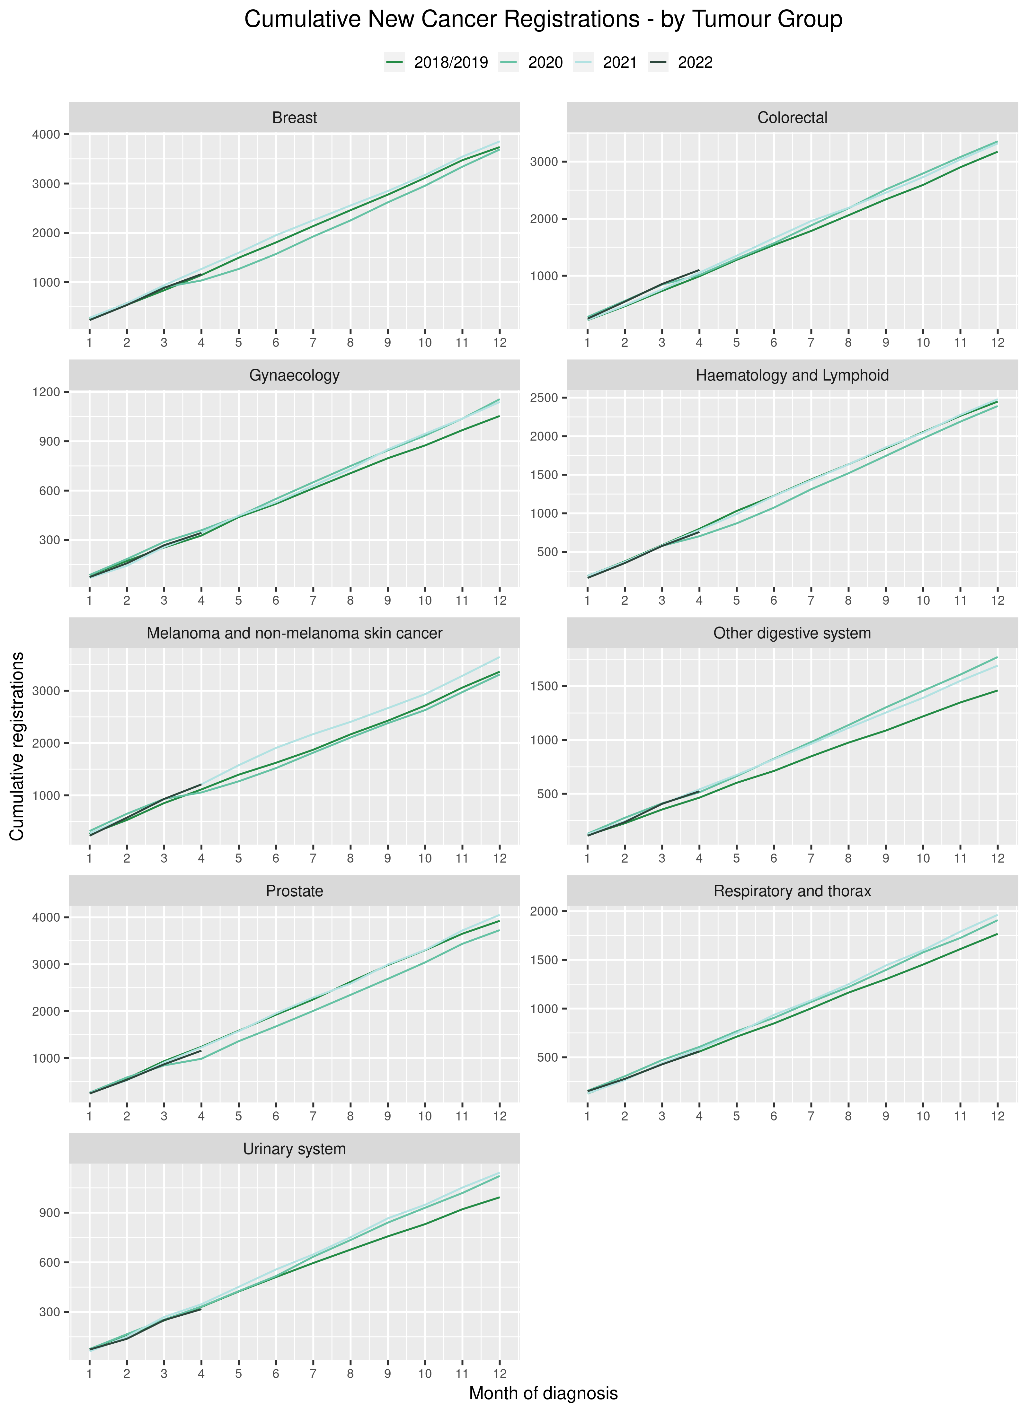 Cumulative New Cancer Registrations - by Tumour Group
2018/2019 2020 2021 2022
Breast
4000
3000
2000
1000
1 2 3 4 5 6 7 8 9 10 11 12
Colorectal
3000
2000
1000
1 2 3 4 5 6 7 8 9 10 11 12
Gynaecology
1200
900
600
300
1 2 3 4 5 6 7 8 9 10 11 12
Haematology and Lymphoid
2500
2000
1500
1000
500
1 2 3 4 5 6 7 8 9 10 11 12
Melanoma and non-melanoma skin cancer
3000
2000
1000
1 2 3 4 5 6 7 8 9 10 11 12
Other digestive system
1500
1000
500
1 2 3 4 5 6 7 8 9 10 11 12
Cumulative registrations
Prostate
4000
3000
2000
1000
1 2 3 4 5 6 7 8 9 10 11 12
Respiratory and thorax
2000
1500
1000
500
1 2 3 4 5 6 7 8 9 10 11 12
Urinary system
900
600
300
1 2 3 4 5 6 7 8 9 10 11 12
Month of diagnosis